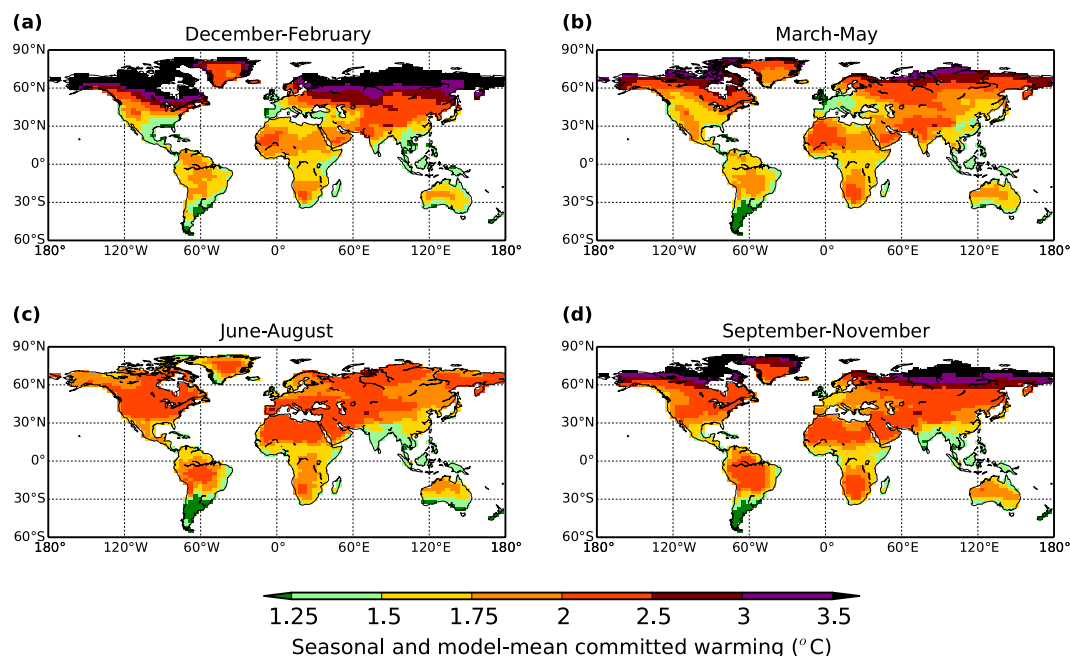 (a)
December-February
90°N
60°N
30°N
0°
30°S
60°S
180° 120°W 60°W 0° 60°E 120°E 180°
(b)
March-May
90°N
60°N
30°N
0°
30°S
60°S
180° 120°W 60°W 0° 60°E 120°E 180°
(c)
June-August
90°N
60°N
30°N
0°
30°S
60°S
180° 120°W 60°W 0° 60°E 120°E 180°
(d)
September-November
90°N
60°N
30°N
0°
30°S
60°S
180° 120°W 60°W 0° 60°E 120°E 180°
1.25 1.5 1.75 2 2.5 3 3.5
Seasonal and model-mean committed warming (°C)